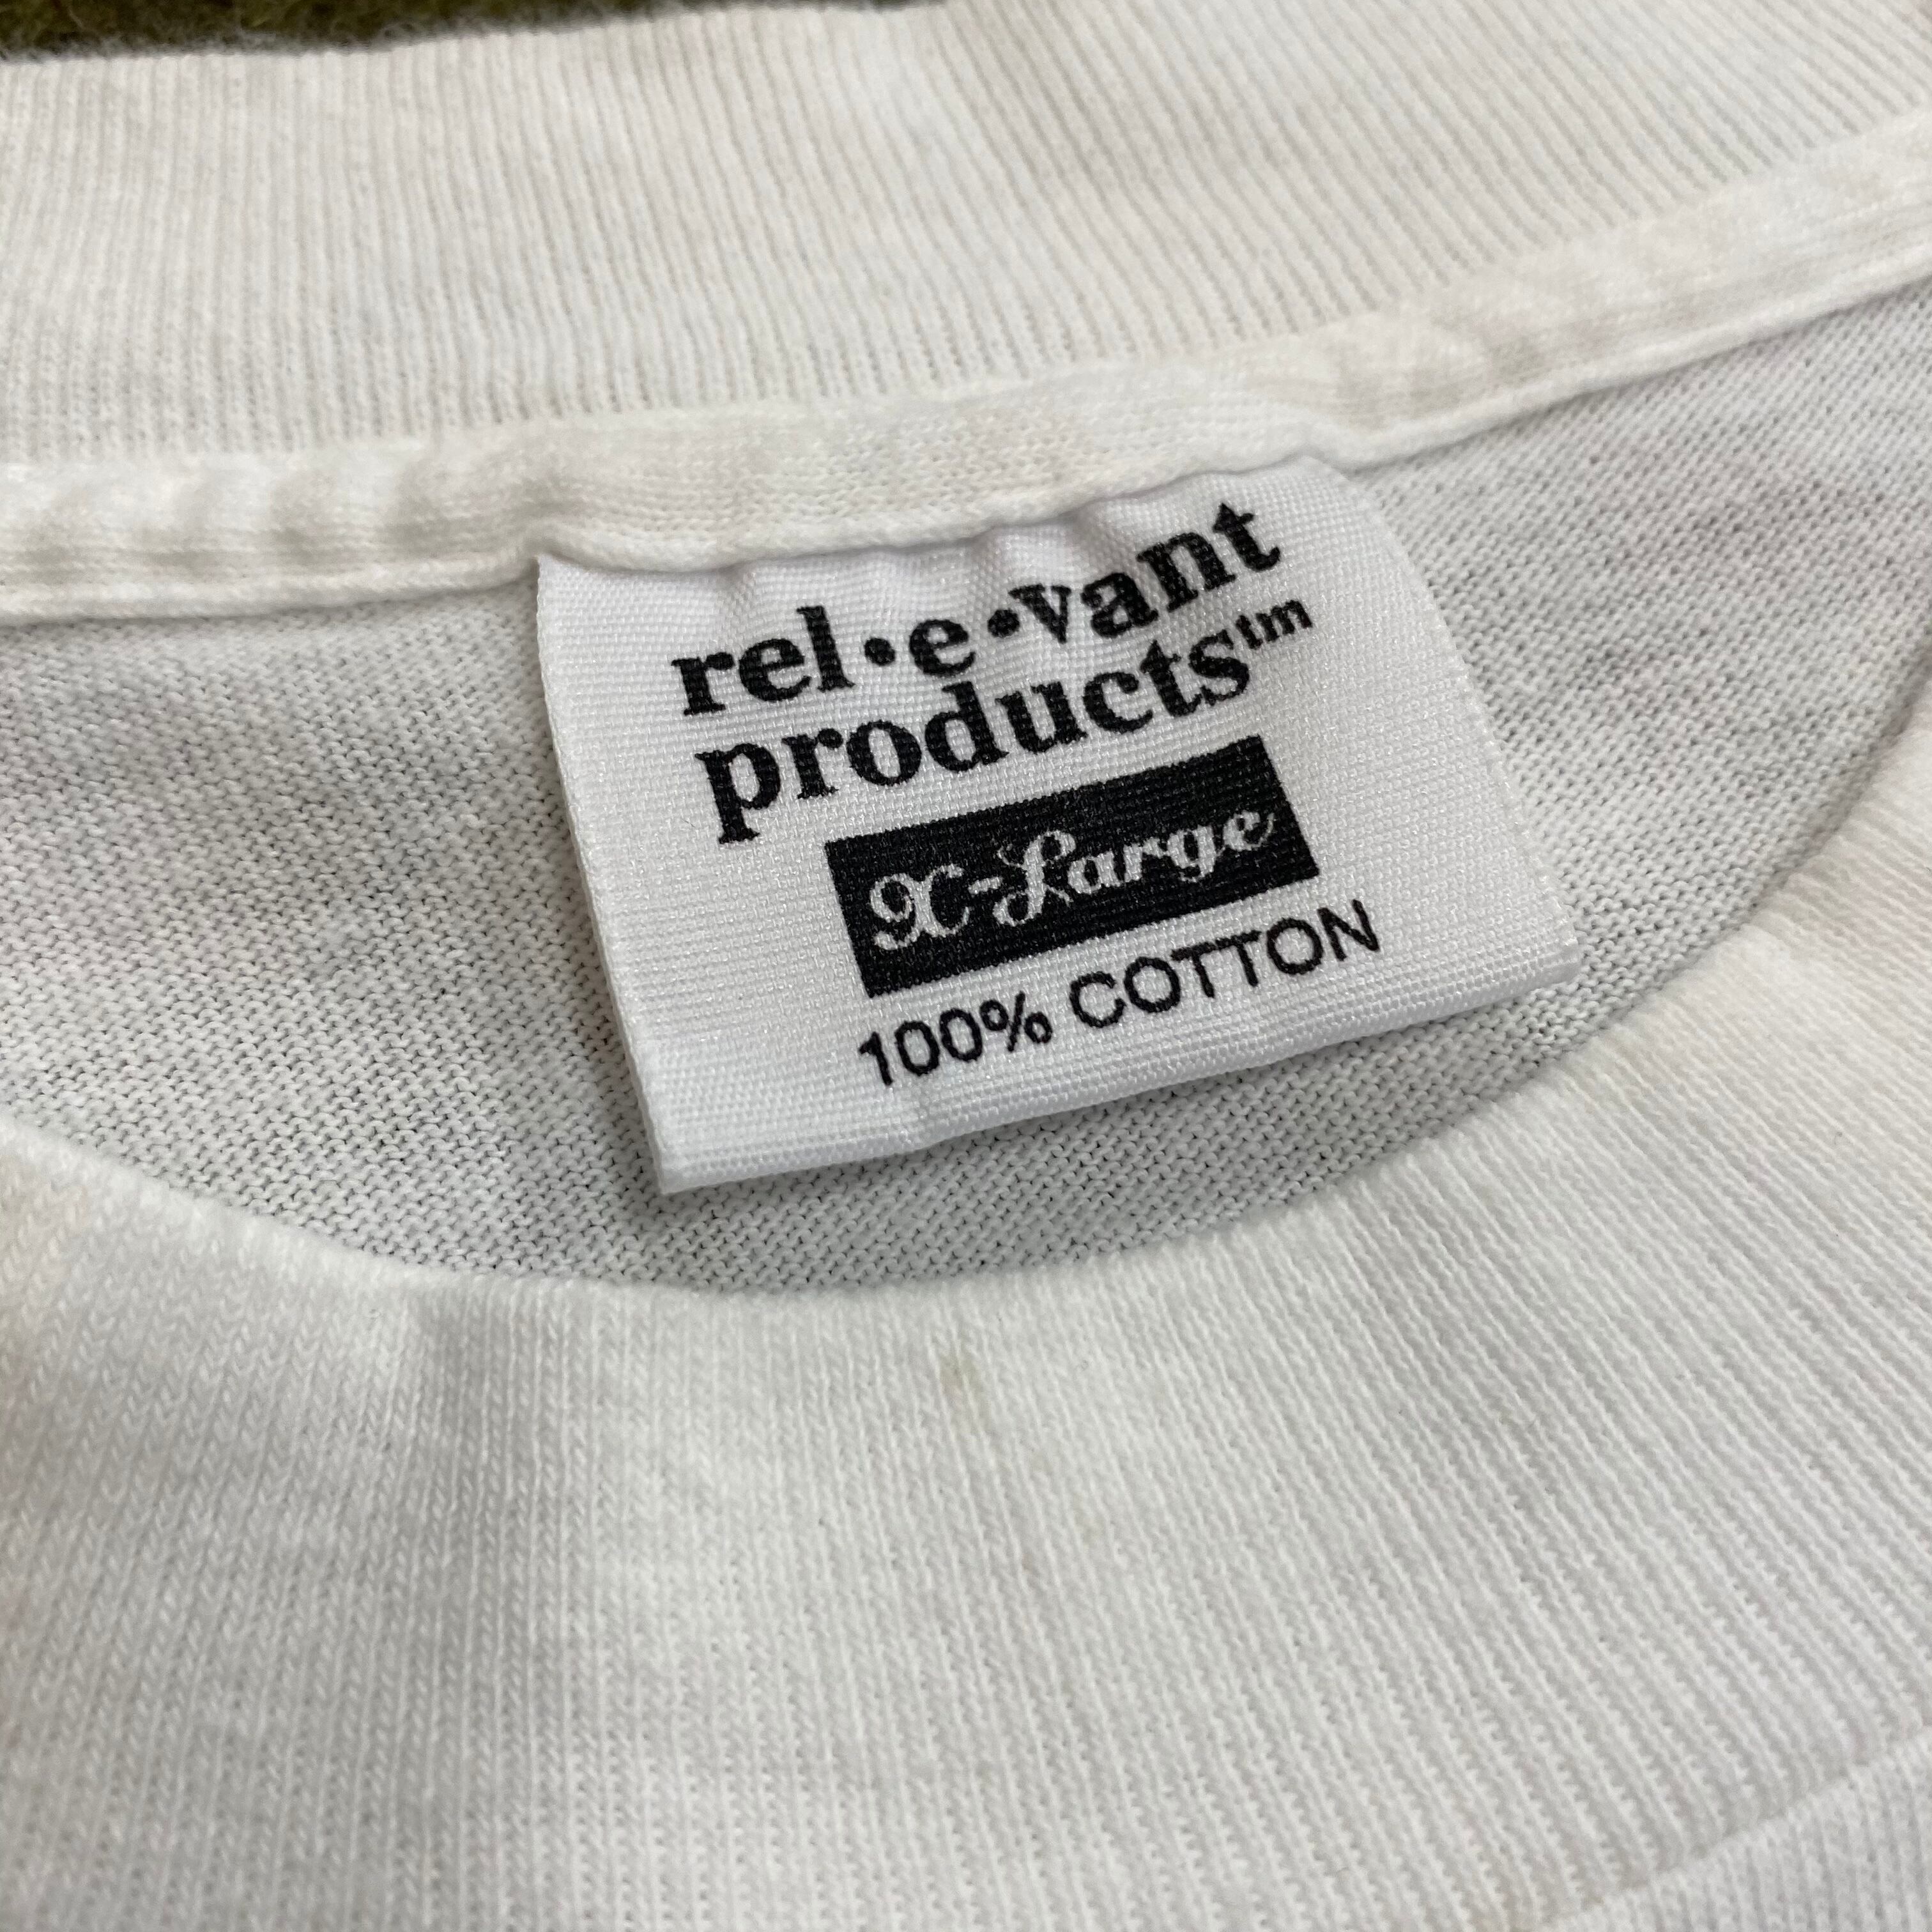 rel•e•vant
products™
X-Large
100% COTTON